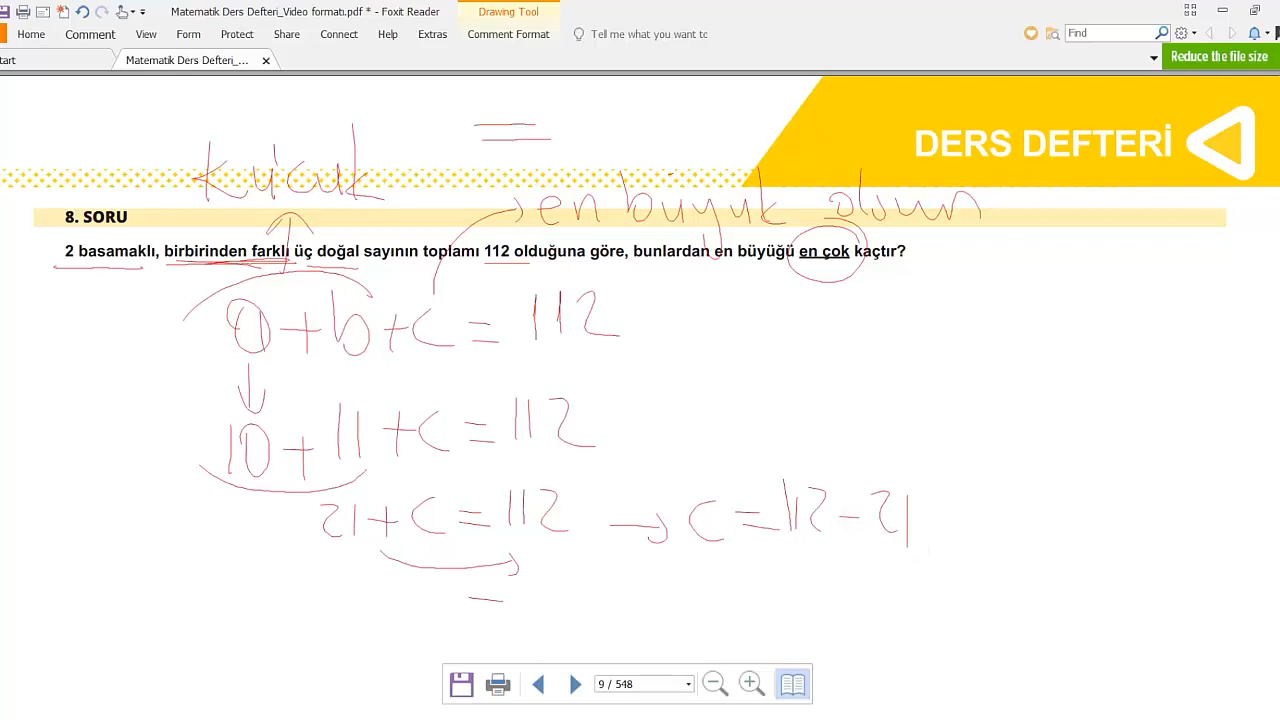 Matematik Ders Defteri_Video formatı.pdf * - Foxit Reader
Drawing Tool
Home Comment View Form Protect Share Connect Help Extras Comment Format Tell me what you want to Find
tart Matematik Ders Defteri_... × Reduce the file size
DERS DEFTERİ
küçük
en büyük olsun
8. SORU
2 basamaklı, birbirinden farklı üç doğal sayının toplamı 112 olduğuna göre, bunlardan en büyüğü en çok kaçtır?
a+b+c=112
10+11+c=112
21+c=112 → c=112-21
9 / 548